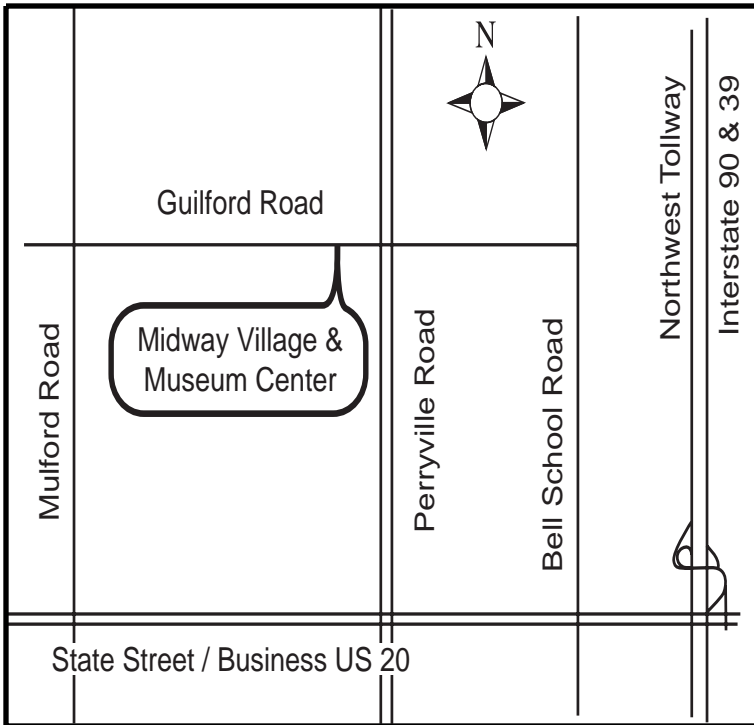 N
Guilford Road
Midway Village &
Museum Center
Mulford Road
Perryville Road
Bell School Road
Northwest Tollway
Interstate 90 & 39
State Street / Business US 20